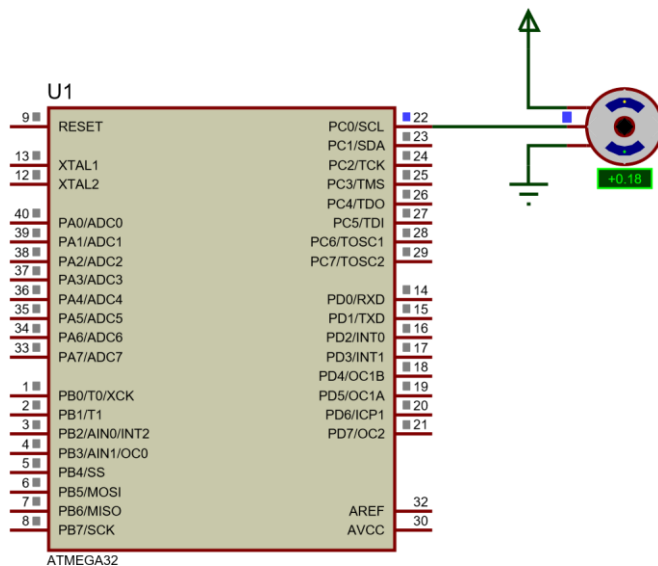 U1
9 RESET
13 XTAL1
12 XTAL2
40 PA0/ADC0
39 PA1/ADC1
38 PA2/ADC2
37 PA3/ADC3
36 PA4/ADC4
35 PA5/ADC5
34 PA6/ADC6
33 PA7/ADC7
1 PB0/T0/XCK
2 PB1/T1
3 PB2/AIN0/INT2
4 PB3/AIN1/OC0
5 PB4/SS
6 PB5/MOSI
7 PB6/MISO
8 PB7/SCK
PC0/SCL 22
PC1/SDA 23
PC2/TCK 24
PC3/TMS 25
PC4/TDO 26
PC5/TDI 27
PC6/TOSC1 28
PC7/TOSC2 29
PD0/RXD 14
PD1/TXD 15
PD2/INT0 16
PD3/INT1 17
PD4/OC1B 18
PD5/OC1A 19
PD6/ICP1 20
PD7/OC2 21
AREF 32
AVCC 30
ATMEGA32
+0.18